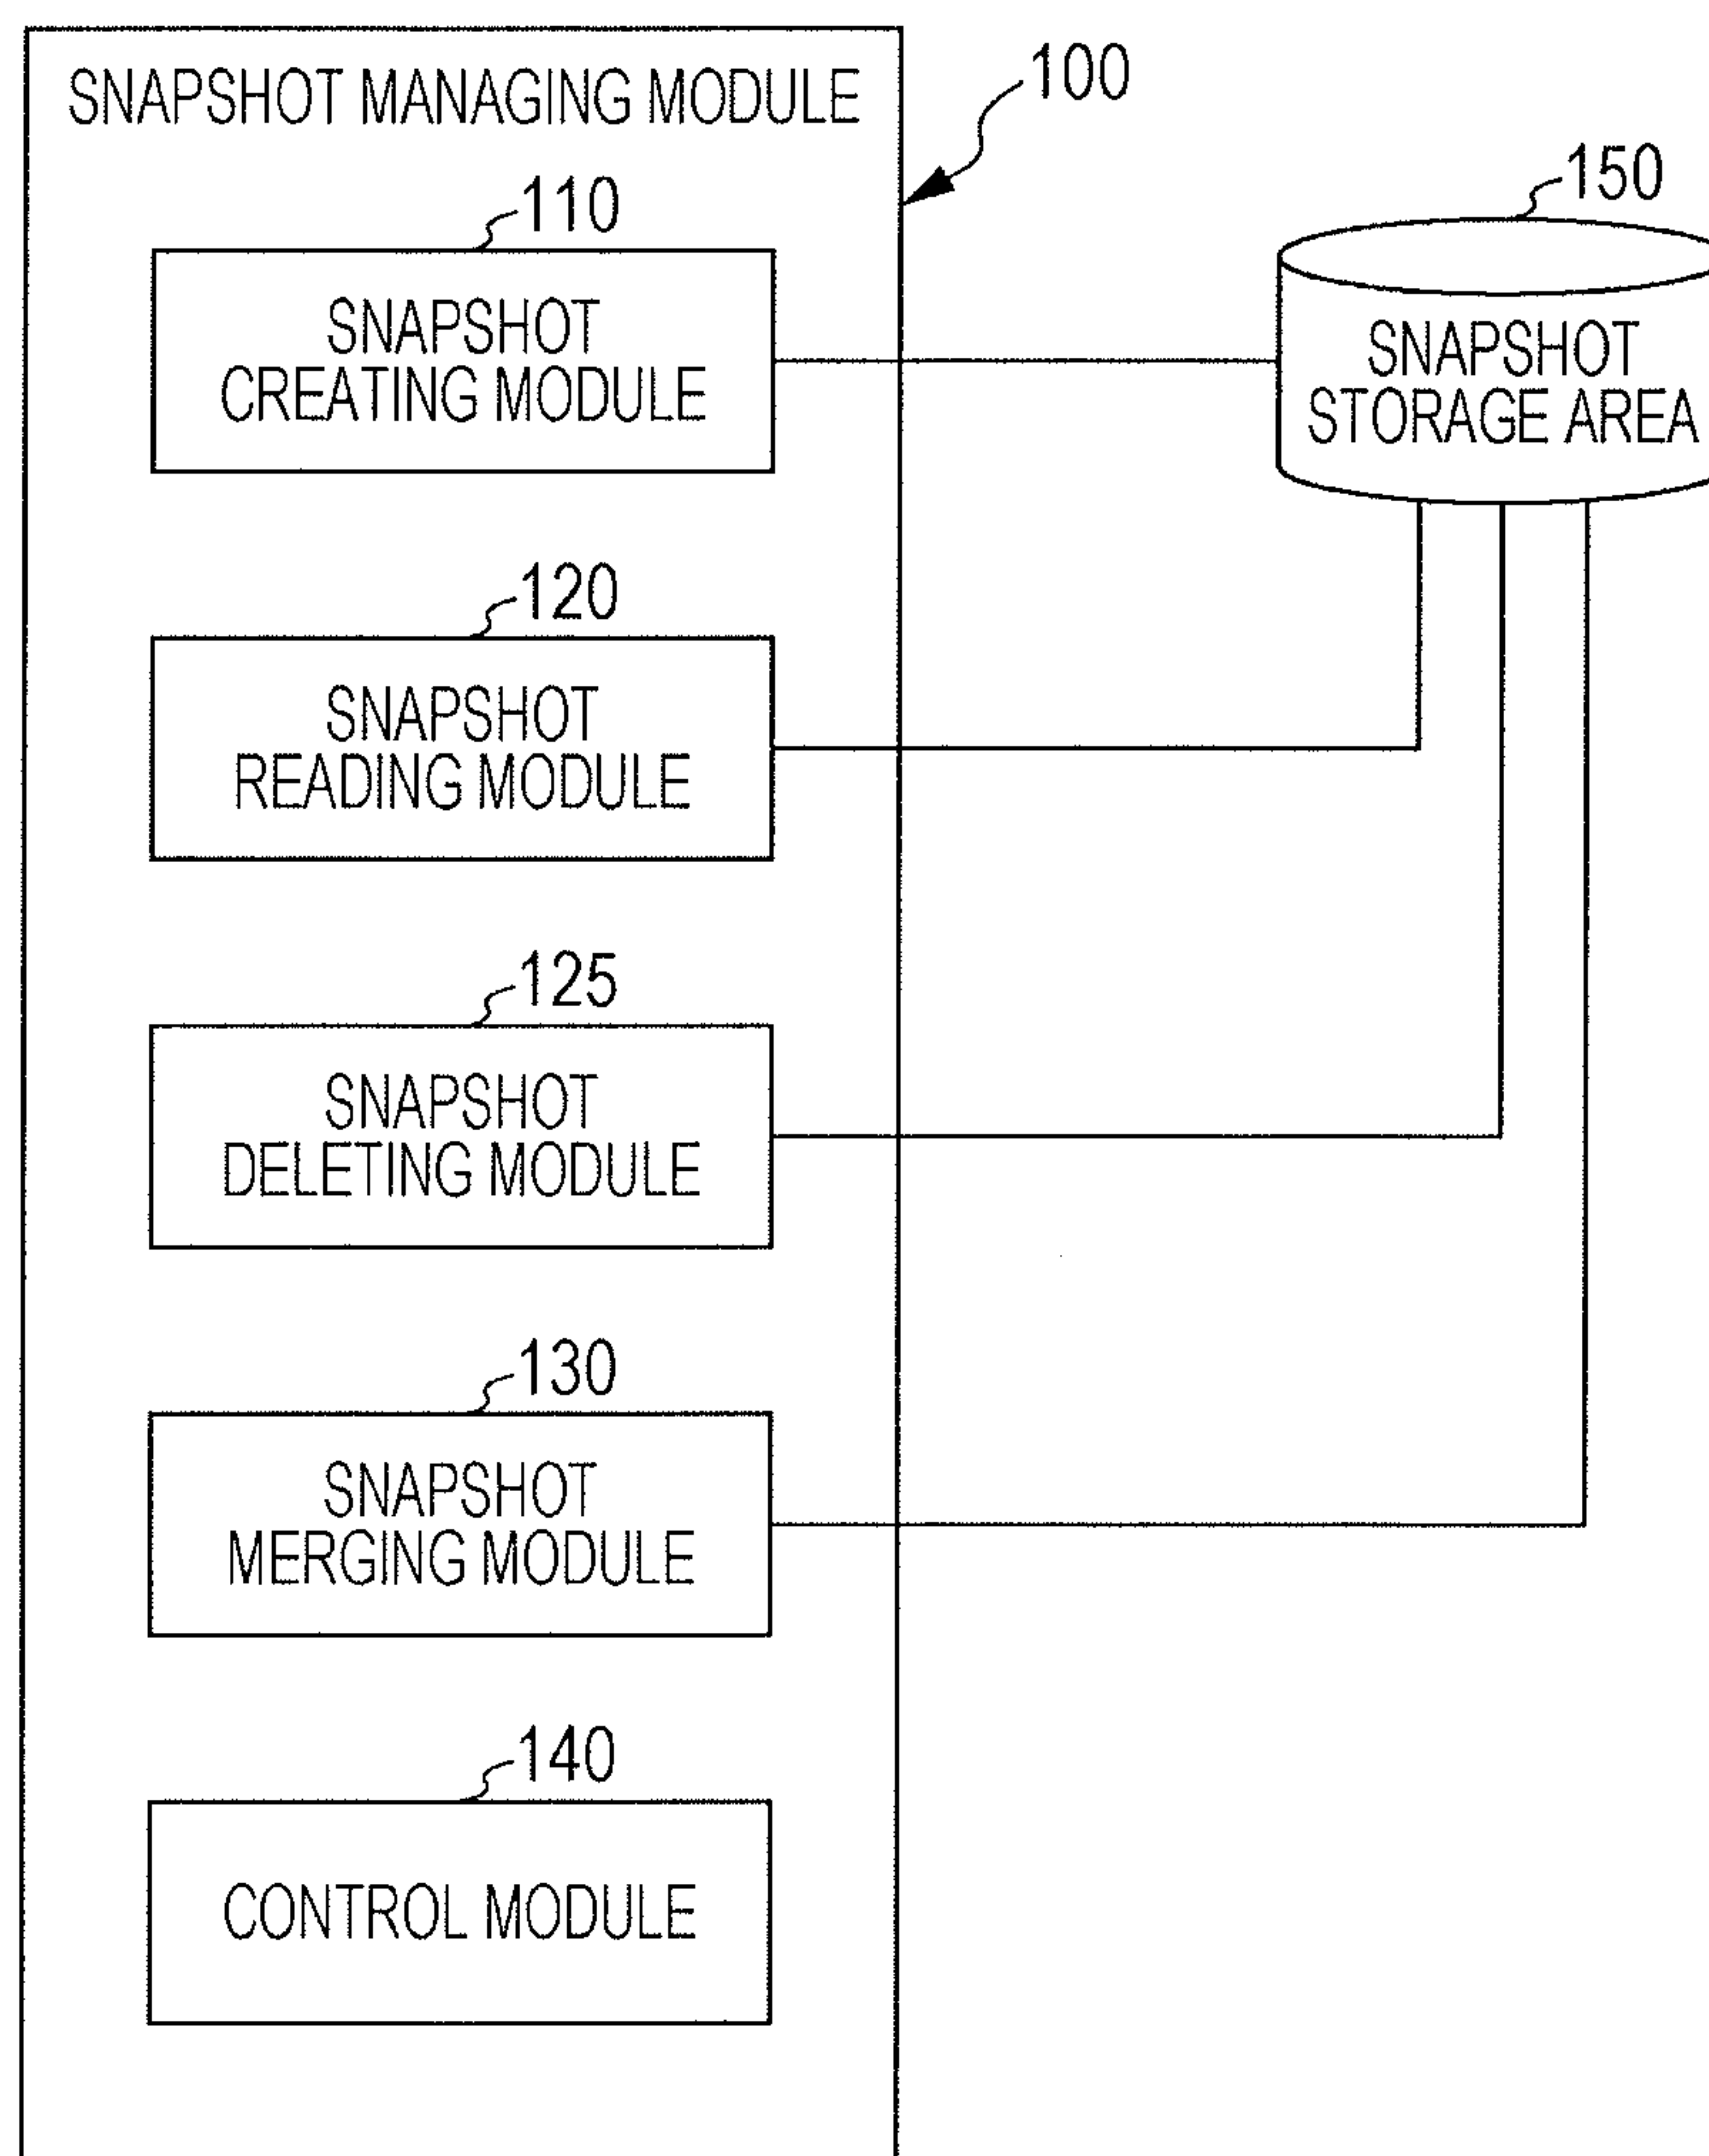 SNAPSHOT MANAGING MODULE
100
110
SNAPSHOT
CREATING MODULE
150
SNAPSHOT
STORAGE AREA
120
SNAPSHOT
READING MODULE
125
SNAPSHOT
DELETING MODULE
130
SNAPSHOT
MERGING MODULE
140
CONTROL MODULE